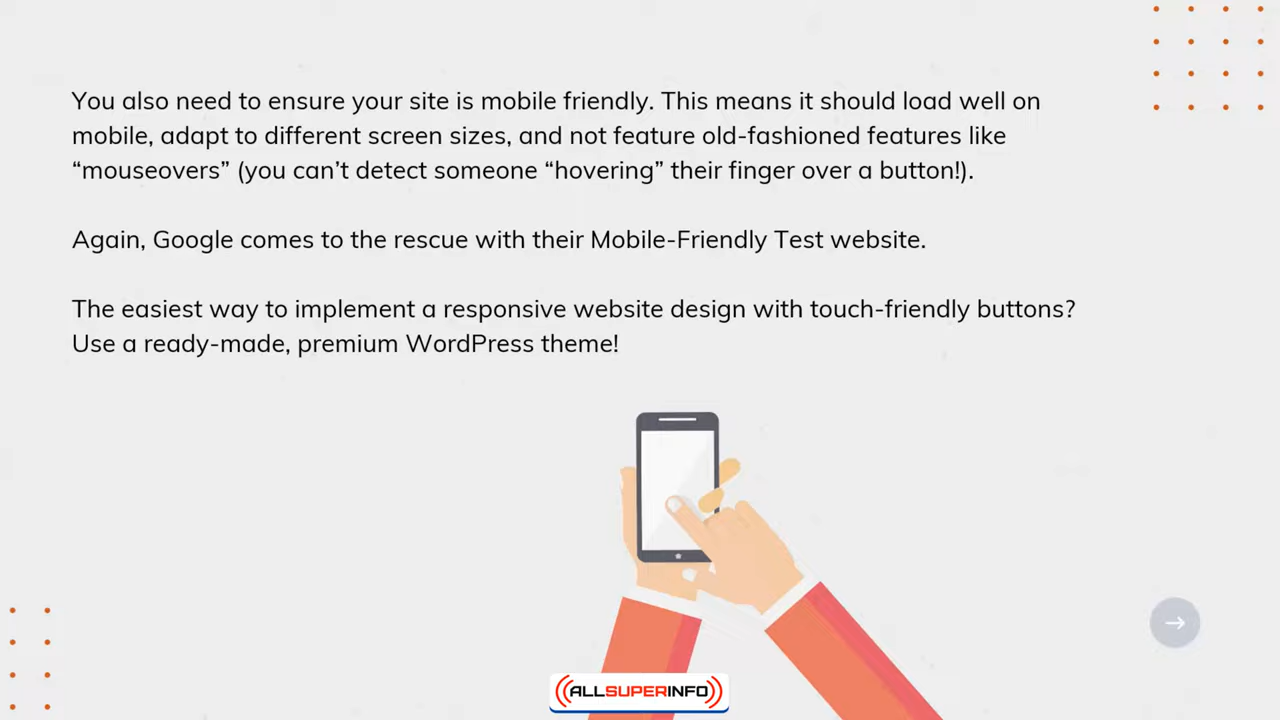 You also need to ensure your site is mobile friendly. This means it should load well on
mobile, adapt to different screen sizes, and not feature old-fashioned features like
“mouseovers” (you can’t detect someone “hovering” their finger over a button!).
Again, Google comes to the rescue with their Mobile-Friendly Test website.
The easiest way to implement a responsive website design with touch-friendly buttons?
Use a ready-made, premium WordPress theme!
ALLSUPERINFO